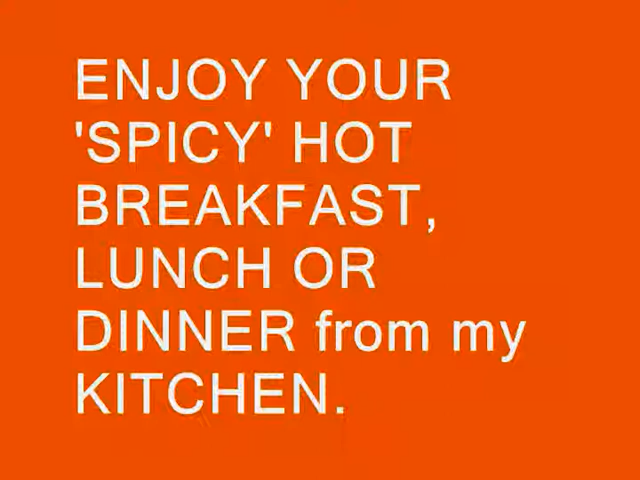 ENJOY YOUR
'SPICY' HOT
BREAKFAST,
LUNCH OR
DINNER from my
KITCHEN.